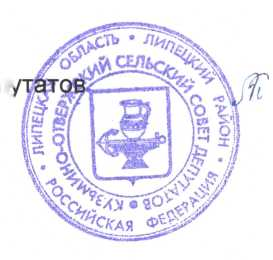 утатов
ЛИПЕЦКАЯ ОБЛАСТЬ • ЛИПЕЦКИЙ РАЙОН •
РОССИЙСКАЯ ФЕДЕРАЦИЯ
КУЗЬМИНО-ОТВЕРЖСКИЙ СЕЛЬСКИЙ СОВЕТ ДЕПУТАТОВ